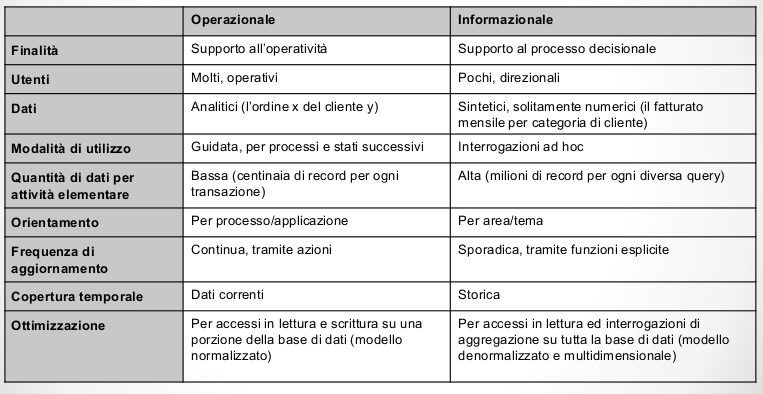 Operazionale
Informazionale
Finalità
Supporto all'operatività
Supporto al processo decisionale
Utenti
Molti, operativi
Pochi, direzionali
Dati
Analitici (l'ordine x del cliente y)
Sintetici, solitamente numerici (il fatturato
mensile per categoria di cliente)
Modalità di utilizzo
Guidata, per processi e stati successivi
Interrogazioni ad hoc
Quantità di dati per
attività elementare
Bassa (centinaia di record per ogni
transazione)
Alta (milioni di record per ogni diversa query)
Orientamento
Per processo/applicazione
Per area/tema
Frequenza di
aggiornamento
Continua, tramite azioni
Sporadica, tramite funzioni esplicite
Copertura temporale
Dati correnti
Storica
Ottimizzazione
Per accessi in lettura e scrittura su una
porzione della base di dati (modello
normalizzato)
Per accessi in lettura ed interrogazioni di
aggregazione su tutta la base di dati (modello
denormalizzato e multidimensionale)